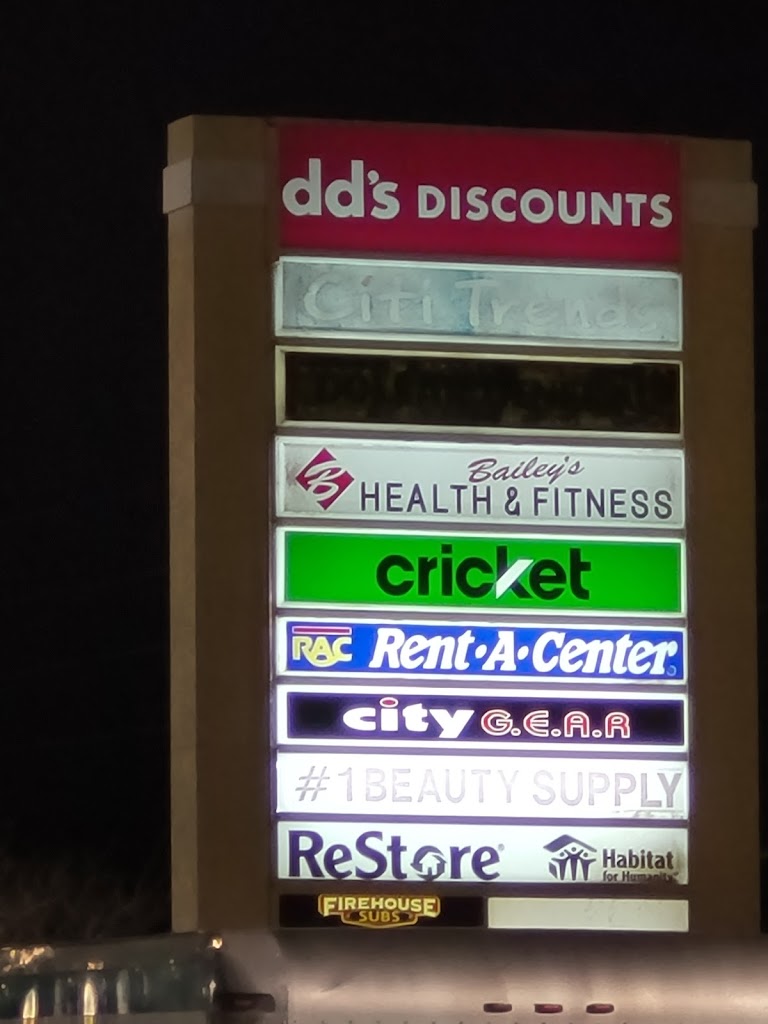 dd's DISCOUNTS
Citi Trends
Bailey's
HEALTH & FITNESS
cricket
RAC Rent·A·Center
city G.E.A.R
#1BEAUTY SUPPLY
ReStore Habitat
for Humanity
FIREHOUSE
SUBS